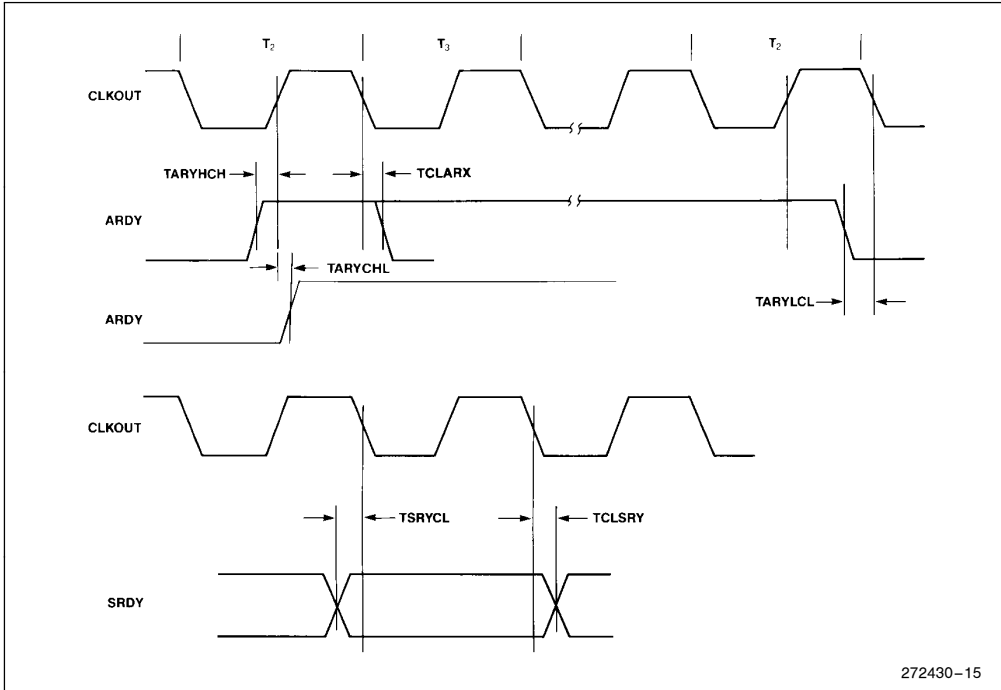 T₂ T₃ T₂
CLKOUT
TARYHCH TCLARX
ARDY
TARYCHL
TARYLCL
ARDY
CLKOUT
TSRYCL TCLSRY
SRDY
272430–15